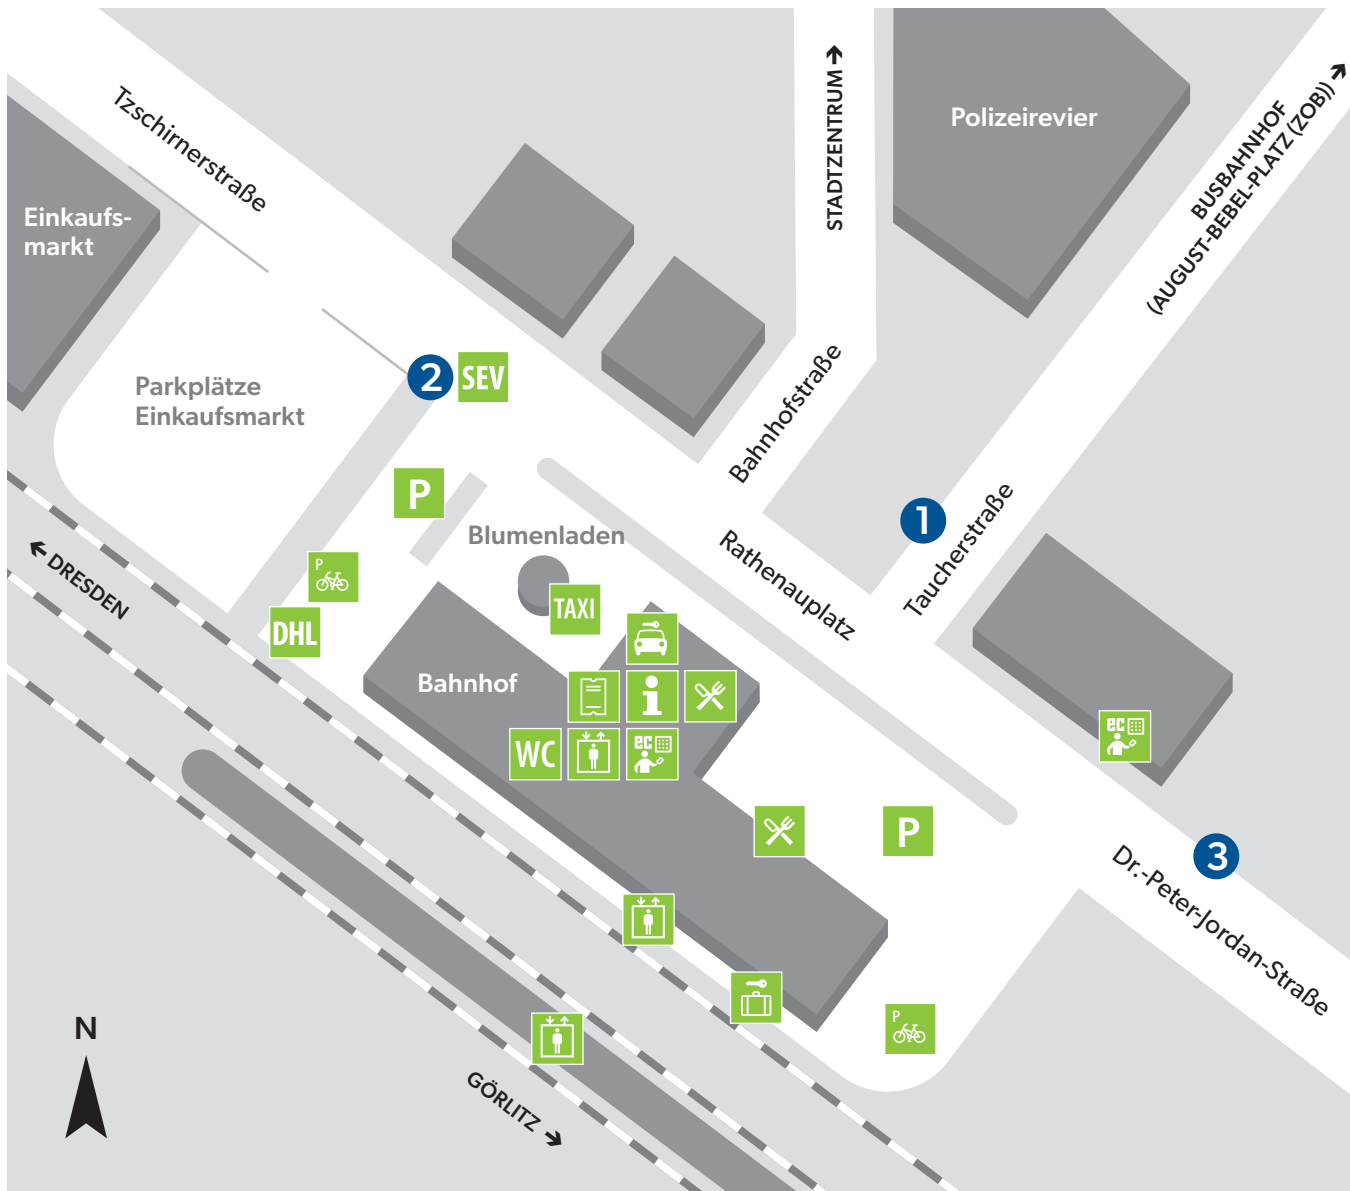 Tzschirnerstraße
STADTZENTRUM →
Polizeirevier
BUSBAHNHOF
(AUGUST-BEBEL-PLATZ (ZOB)) →
Einkaufs-
markt
Parkplätze
Einkaufsmarkt
2 SEV
Bahnhofstraße
P
1
Taucherstraße
Blumenladen
Rathenauplatz
← DRESDEN
P
TAXI
DHL
Bahnhof
WC
ec
ec
P
3
Dr.-Peter-Jordan-Straße
P
N
GÖRLITZ →